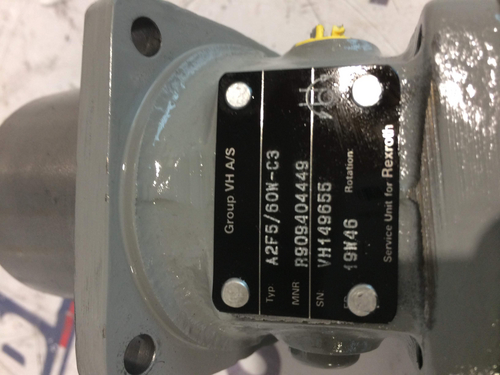 Group VH A/S
Typ A2F5/60W-C3
MNR R909404449
SN VH149655
19W46 Rotation
Service Unit for Rexroth